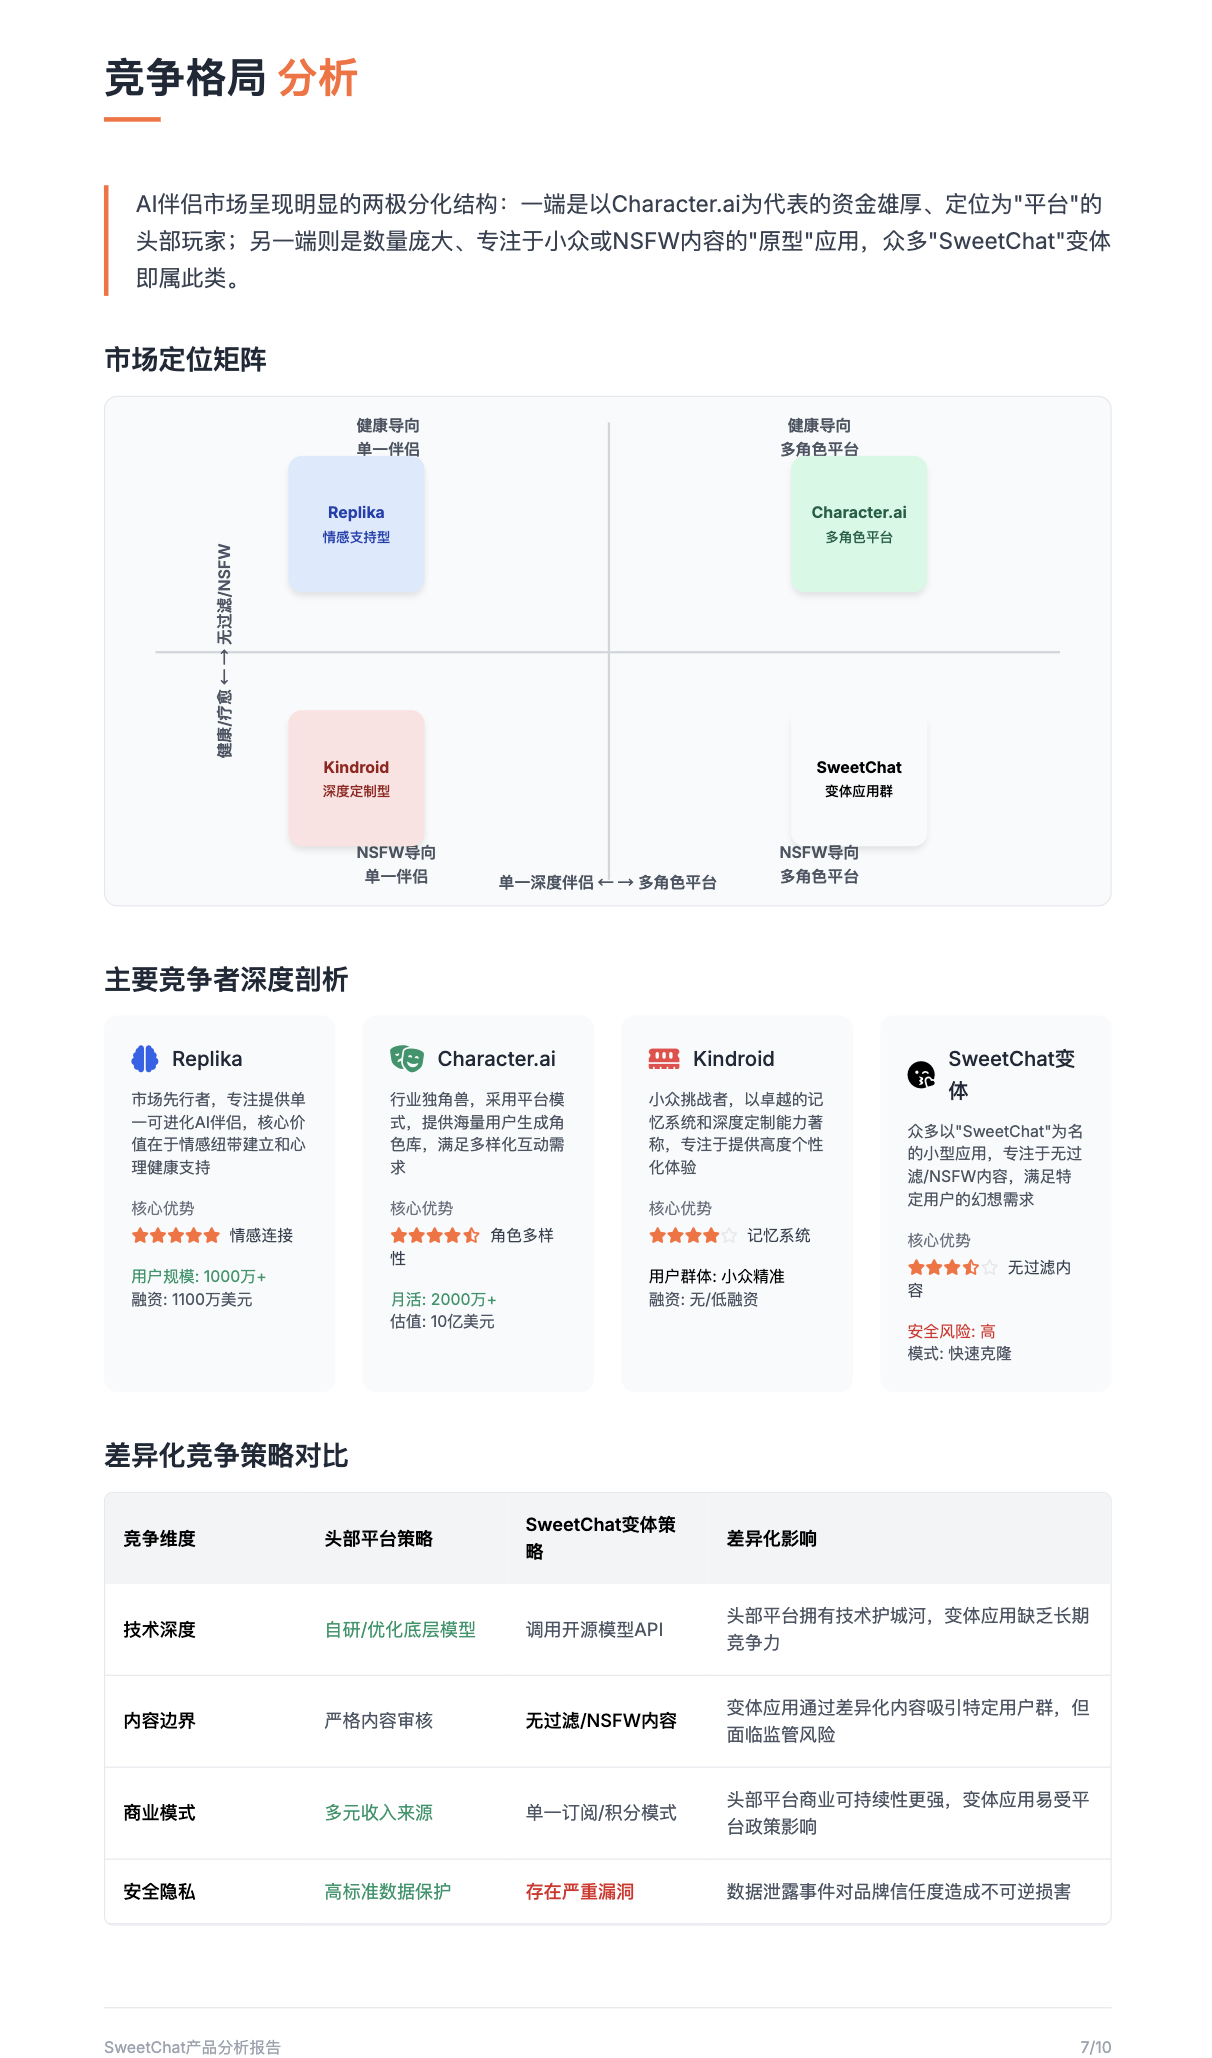 竞争格局 分析
AI伴侣市场呈现明显的两极分化结构：一端是以Character.ai为代表的资金雄厚、定位为"平台"的
头部玩家；另一端则是数量庞大、专注于小众或NSFW内容的"原型"应用，众多"SweetChat"变体
即属此类。
市场定位矩阵
健康导向
单一伴侣
健康导向
多角色平台
Replika
情感支持型
Character.ai
多角色平台
健康/疗愈 ← → 无过滤/NSFW
Kindroid
深度定制型
SweetChat
变体应用群
NSFW导向
单一伴侣
NSFW导向
多角色平台
单一深度伴侣 ← → 多角色平台
主要竞争者深度剖析
Replika
市场先行者，专注提供单
一可进化AI伴侣，核心价
值在于情感纽带建立和心
理健康支持
核心优势
情感连接
用户规模: 1000万+
融资: 1100万美元
Character.ai
行业独角兽，采用平台模
式，提供海量用户生成角
色库，满足多样化互动需
求
核心优势
角色多样
性
月活: 2000万+
估值: 10亿美元
Kindroid
小众挑战者，以卓越的记
忆系统和深度定制能力著
称，专注于提供高度个性
化体验
核心优势
记忆系统
用户群体: 小众精准
融资: 无/低融资
SweetChat变
体
众多以"SweetChat"为名
的小型应用，专注于无过
滤/NSFW内容，满足特
定用户的幻想需求
核心优势
无过滤内
容
安全风险: 高
模式: 快速克隆
差异化竞争策略对比
竞争维度 头部平台策略 SweetChat变体策
略 差异化影响
技术深度 自研/优化底层模型 调用开源模型API 头部平台拥有技术护城河，变体应用缺乏长期
竞争力
内容边界 严格内容审核 无过滤/NSFW内容 变体应用通过差异化内容吸引特定用户群，但
面临监管风险
商业模式 多元收入来源 单一订阅/积分模式 头部平台商业可持续性更强，变体应用易受平
台政策影响
安全隐私 高标准数据保护 存在严重漏洞 数据泄露事件对品牌信任度造成不可逆损害
SweetChat产品分析报告 7/10